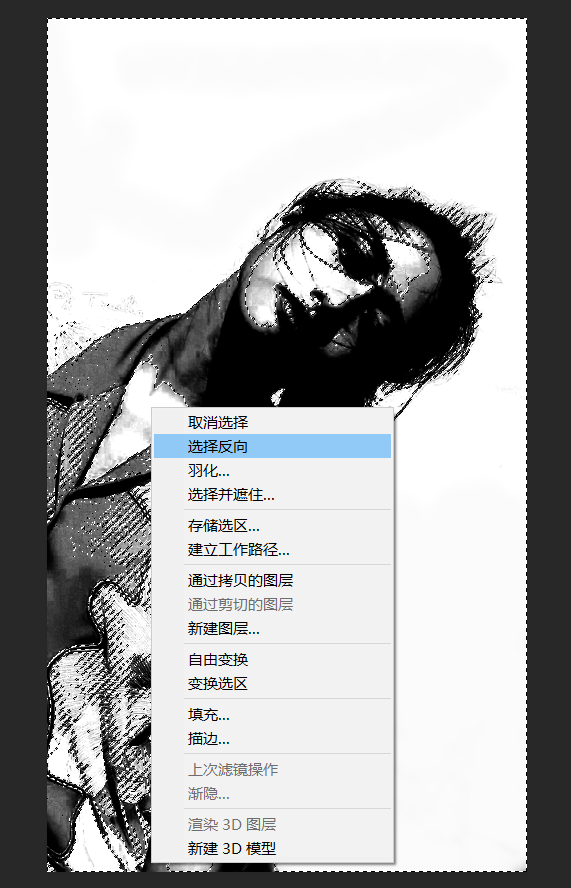 取消选择
选择反向
羽化...
选择并遮住...
存储选区...
建立工作路径...
通过拷贝的图层
通过剪切的图层
新建图层...
自由变换
变换选区
填充...
描边...
上次滤镜操作
渐隐...
渲染 3D 图层
新建 3D 模型